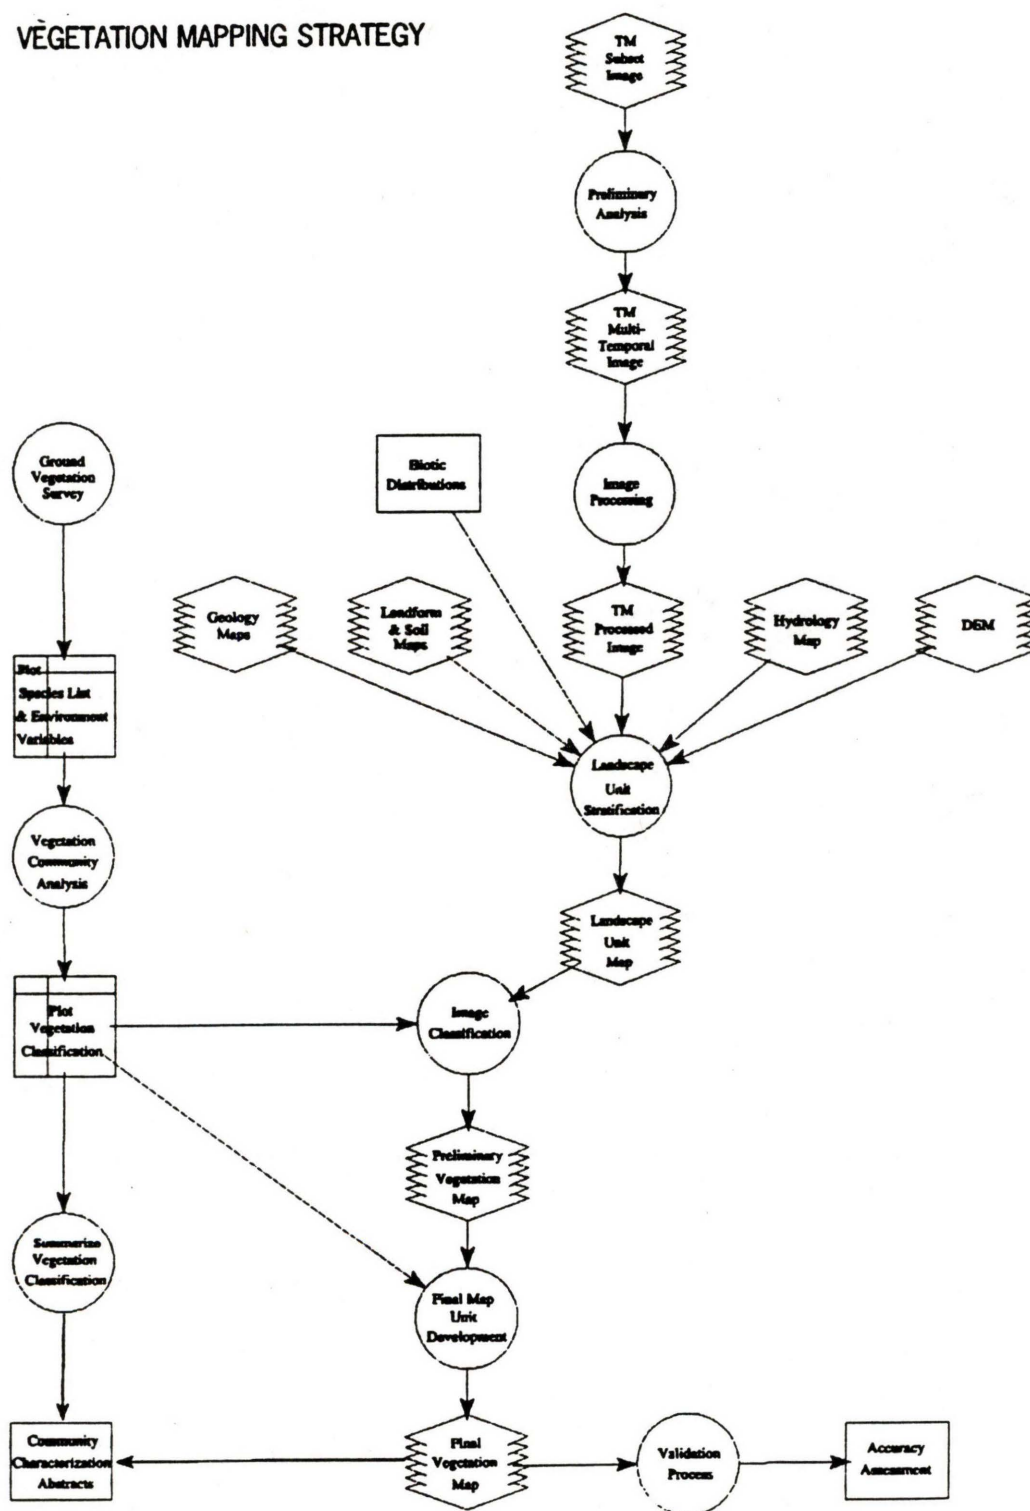 VEGETATION MAPPING STRATEGY
TM
Subset
Image
Preliminary
Analysis
TM
Multi-
Temporal
Image
Ground
Vegetation
Survey
Biotic
Distributions
Image
Processing
Geology
Maps
Landform
& Soil
Maps
TM
Processed
Image
Hydrology
Map
DEM
Plot
Species List
& Environment
Variables
Landscape
Unit
Stratification
Vegetation
Community
Analysis
Landscape
Unit
Map
Plot
Vegetation
Classification
Image
Classification
Preliminary
Vegetation
Map
Summarize
Vegetation
Classification
Final Map
Unit
Development
Community
Characterization
Abstracts
Final
Vegetation
Map
Validation
Process
Accuracy
Assessment